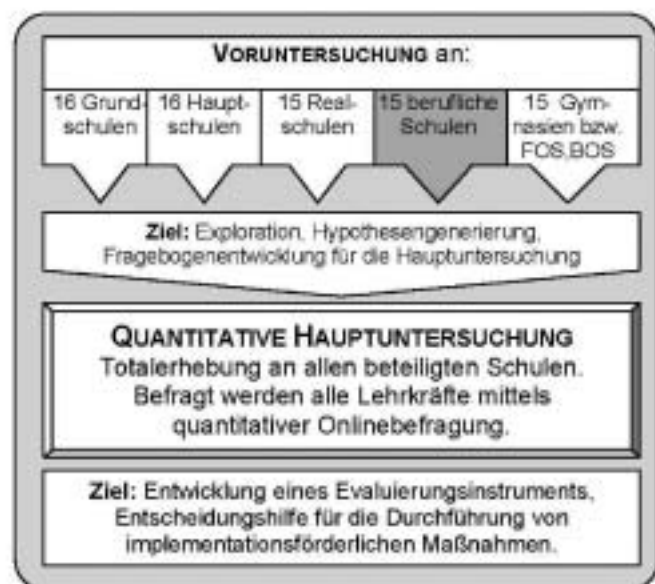 VORUNTERSUCHUNG an:
16 Grund-
schulen
16 Haupt-
schulen
15 Real-
schulen
15 berufliche
Schulen
15 Gym-
nasien bzw.
FOS,BOS
Ziel: Exploration, Hypothesengenerierung,
Fragebogenentwicklung für die Hauptuntersuchung
QUANTITATIVE HAUPTUNTERSUCHUNG
Totalerhebung an allen beteiligten Schulen.
Befragt werden alle Lehrkräfte mittels
quantitativer Onlinebefragung.
Ziel: Entwicklung eines Evaluierungsinstruments,
Entscheidungshilfe für die Durchführung von
implementationsförderlichen Maßnahmen.